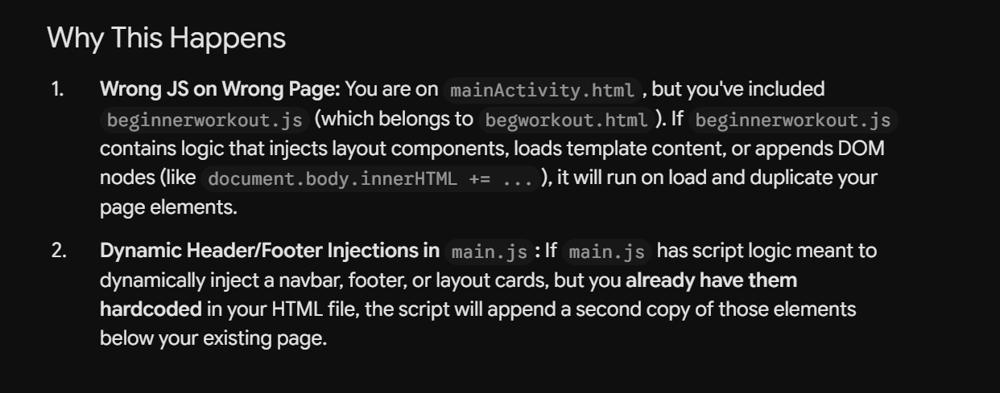 Why This Happens
1. Wrong JS on Wrong Page: You are on mainActivity.html , but you've included
beginnerworkout.js (which belongs to begworkout.html ). If beginnerworkout.js
contains logic that injects layout components, loads template content, or appends DOM
nodes (like document.body.innerHTML += ... ), it will run on load and duplicate your
page elements.
2. Dynamic Header/Footer Injections in main.js : If main.js has script logic meant to
dynamically inject a navbar, footer, or layout cards, but you already have them
hardcoded in your HTML file, the script will append a second copy of those elements
below your existing page.